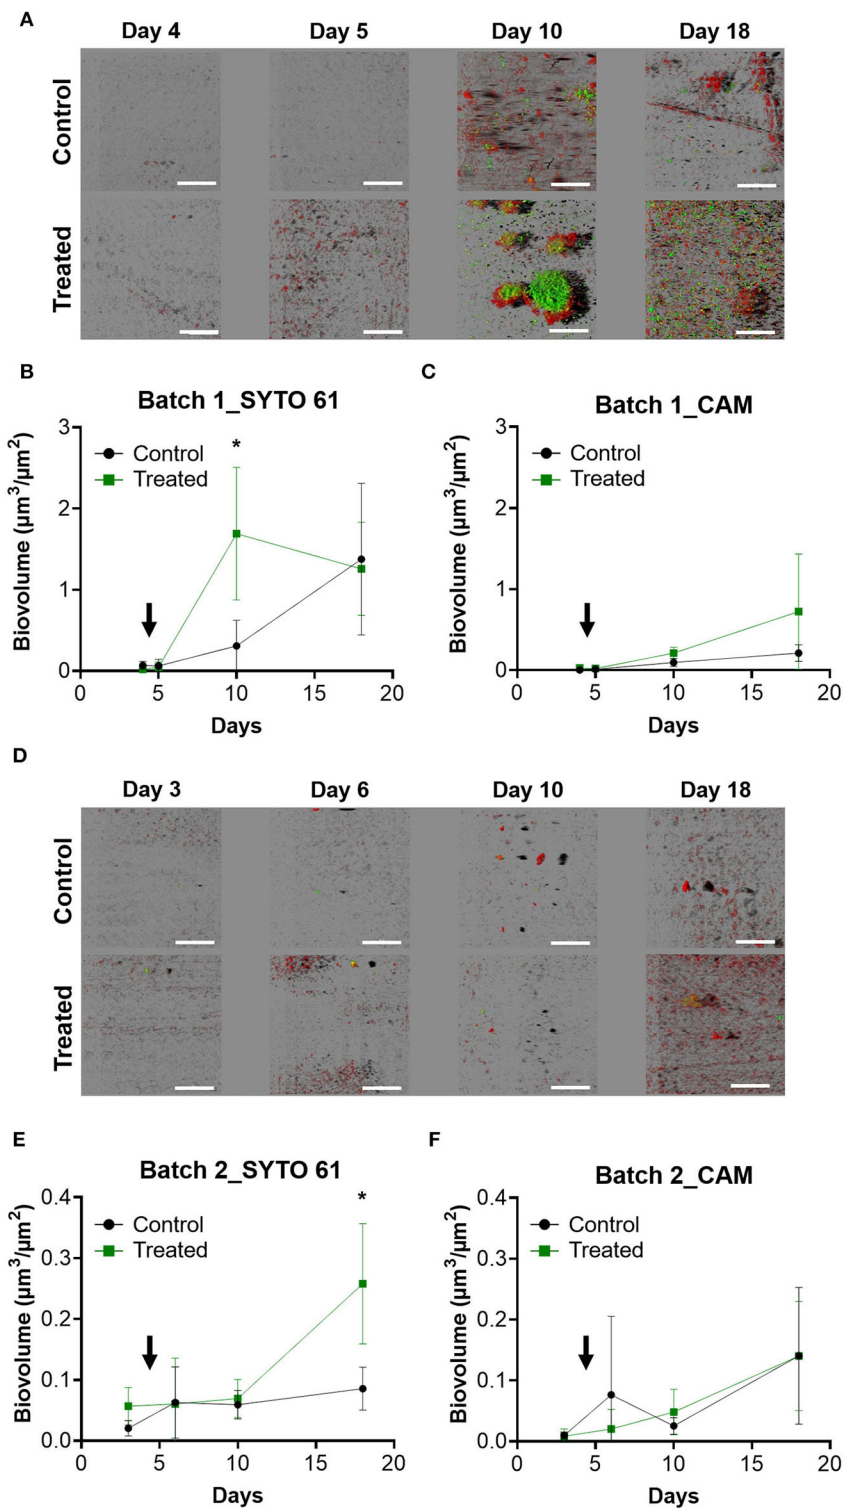 A
Day 4 Day 5 Day 10 Day 18
Control
Treated
B
Batch 1_SYTO 61
Biovolume (µm³/µm²)
3
2
1
0
Control
Treated
*
0 5 10 15 20
Days
C
Batch 1_CAM
Biovolume (µm³/µm²)
3
2
1
0
Control
Treated
0 5 10 15 20
Days
D
Day 3 Day 6 Day 10 Day 18
Control
Treated
E
Batch 2_SYTO 61
Biovolume (µm³/µm²)
0.4
0.3
0.2
0.1
0.0
Control
Treated
*
0 5 10 15 20
Days
F
Batch 2_CAM
Biovolume (µm³/µm²)
0.4
0.3
0.2
0.1
0.0
Control
Treated
0 5 10 15 20
Days